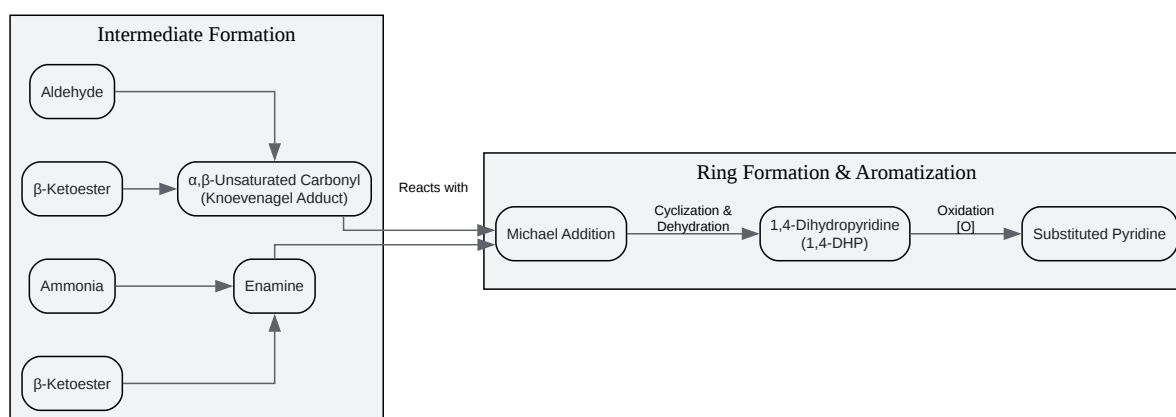 Intermediate Formation
Aldehyde
β-Ketoester
α,β-Unsaturated Carbonyl
(Knoevenagel Adduct)
Ammonia
Enamine
β-Ketoester
Reacts with
Ring Formation & Aromatization
Michael Addition
Cyclization &
Dehydration
1,4-Dihydropyridine
(1,4-DHP)
Oxidation
[O]
Substituted Pyridine